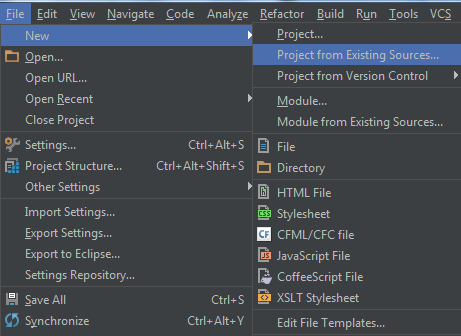 File Edit View Navigate Code Analyze Refactor Build Run Tools VCS
New
Open...
Open URL...
Open Recent
Close Project
Settings... Ctrl+Alt+S
Project Structure... Ctrl+Alt+Shift+S
Other Settings
Import Settings...
Export Settings...
Export to Eclipse...
Settings Repository...
Save All Ctrl+S
Synchronize Ctrl+Alt+Y
Project...
Project from Existing Sources...
Project from Version Control
Module...
Module from Existing Sources...
File
Directory
HTML File
CSS Stylesheet
CF CFML/CFC file
JavaScript File
CoffeeScript File
XSLT Stylesheet
Edit File Templates...